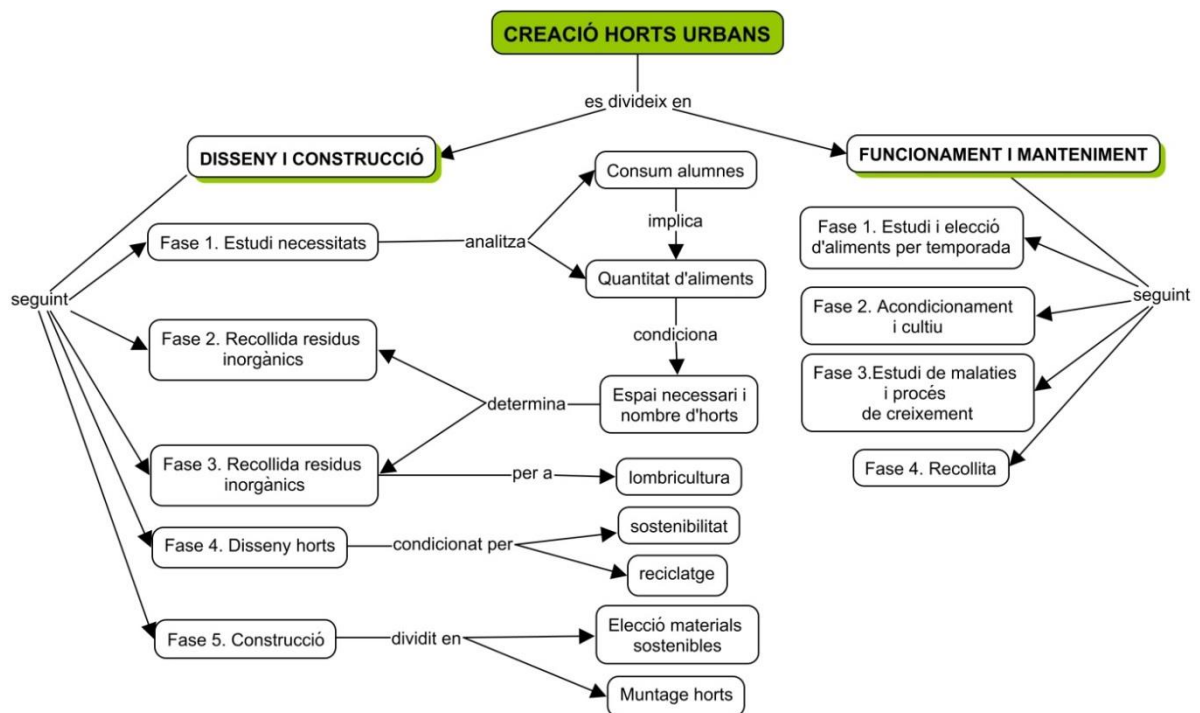 CREACIÓ HORTS URBANS
es divideix en
DISSENY I CONSTRUCCIÓ
FUNCIONAMENT I MANTENIMENT
seguint
Fase 1. Estudi necessitats
analitza
Consum alumnes
implica
Quantitat d'aliments
condiciona
Espai necessari i
nombre d'horts
determina
Fase 2. Recollida residus
inorgànics
Fase 3. Recollida residus
inorgànics
per a
lombricultura
Fase 4. Disseny horts
condicionat per
sostenibilitat
reciclatge
Fase 5. Construcció
dividit en
Elecció materials
sostenibles
Muntage horts
seguint
Fase 1. Estudi i elecció
d'aliments per temporada
Fase 2. Acondicionament
i cultiu
Fase 3.Estudi de malaties
i procés
de creixement
Fase 4. Recollita